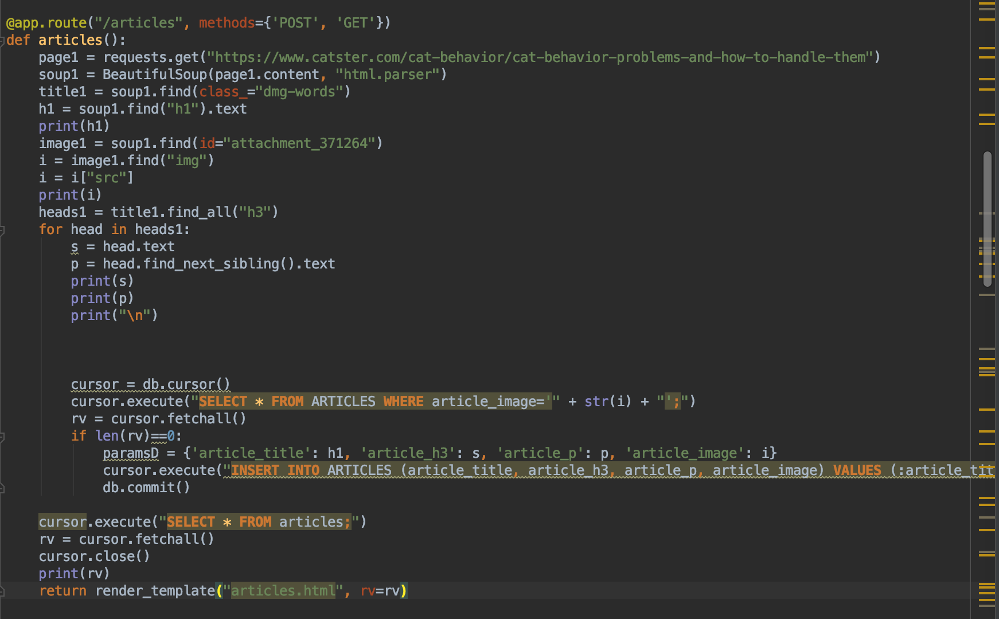 @app.route("/articles", methods={'POST', 'GET'})
def articles():
    page1 = requests.get("https://www.catster.com/cat-behavior/cat-behavior-problems-and-how-to-handle-them")
    soup1 = BeautifulSoup(page1.content, "html.parser")
    title1 = soup1.find(class_="dmg-words")
    h1 = soup1.find("h1").text
    print(h1)
    image1 = soup1.find(id="attachment_371264")
    i = image1.find("img")
    i = i["src"]
    print(i)
    heads1 = title1.find_all("h3")
    for head in heads1:
        s = head.text
        p = head.find_next_sibling().text
        print(s)
        print(p)
        print("\n")
        cursor = db.cursor()
        cursor.execute("SELECT * FROM ARTICLES WHERE article_image='" + str(i) + "';")
        rv = cursor.fetchall()
        if len(rv)==0:
            paramsD = {'article_title': h1, 'article_h3': s, 'article_p': p, 'article_image': i}
            cursor.execute("INSERT INTO ARTICLES (article_title, article_h3, article_p, article_image) VALUES (:article_tit
            db.commit()
    cursor.execute("SELECT * FROM articles;")
    rv = cursor.fetchall()
    cursor.close()
    print(rv)
    return render_template("articles.html", rv=rv)